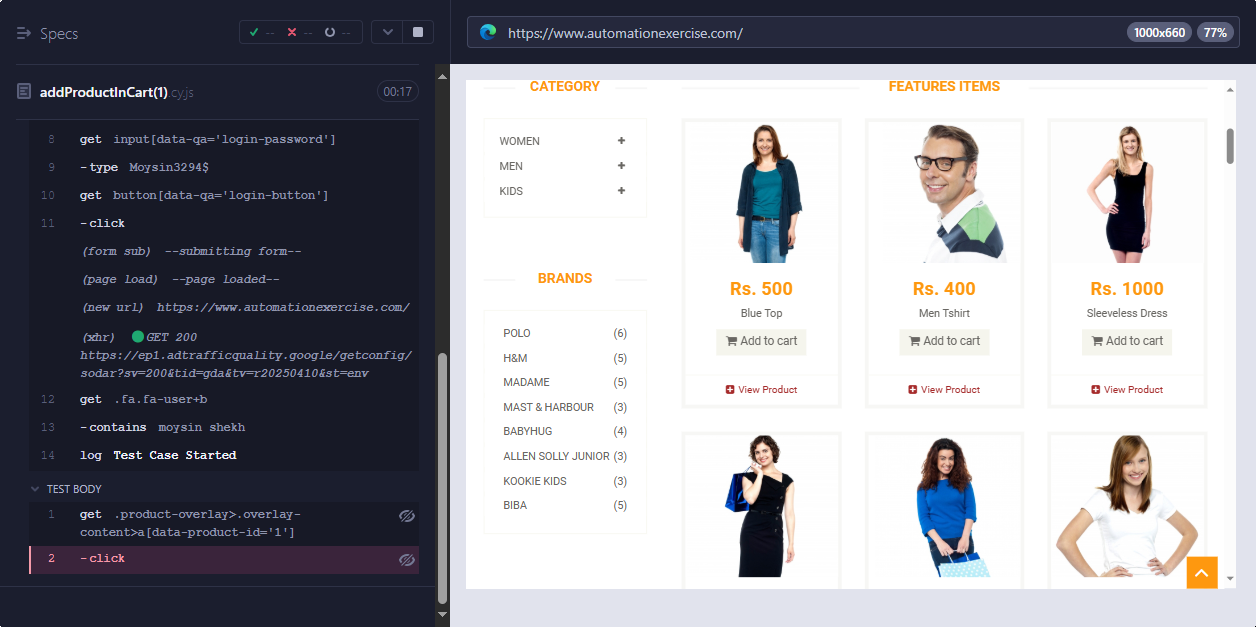 Specs
-- -- --
addProductInCart(1).cy.js
00:17
8 get input[data-qa='login-password']
9 -type Moysin3294$
10 get button[data-qa='login-button']
11 -click
(form sub) --submitting form--
(page load) --page loaded--
(new url) https://www.automationexercise.com/
(xhr) GET 200
https://ep1.adtrafficquality.google/getconfig/
sodar?sv=200&tid=gda&tv=r20250410&st=env
12 get .fa.fa-user+b
13 -contains moysin shekh
14 log Test Case Started
TEST BODY
1 get .product-overlay>.overlay-
content>a[data-product-id='1']
2 -click
https://www.automationexercise.com/
1000x660
77%
CATEGORY
WOMEN
MEN
KIDS
BRANDS
POLO (6)
H&M (5)
MADAME (5)
MAST & HARBOUR (3)
BABYHUG (4)
ALLEN SOLLY JUNIOR (3)
KOOKIE KIDS (3)
BIBA (5)
FEATURES ITEMS
Rs. 500
Blue Top
Add to cart
View Product
Rs. 400
Men Tshirt
Add to cart
View Product
Rs. 1000
Sleeveless Dress
Add to cart
View Product